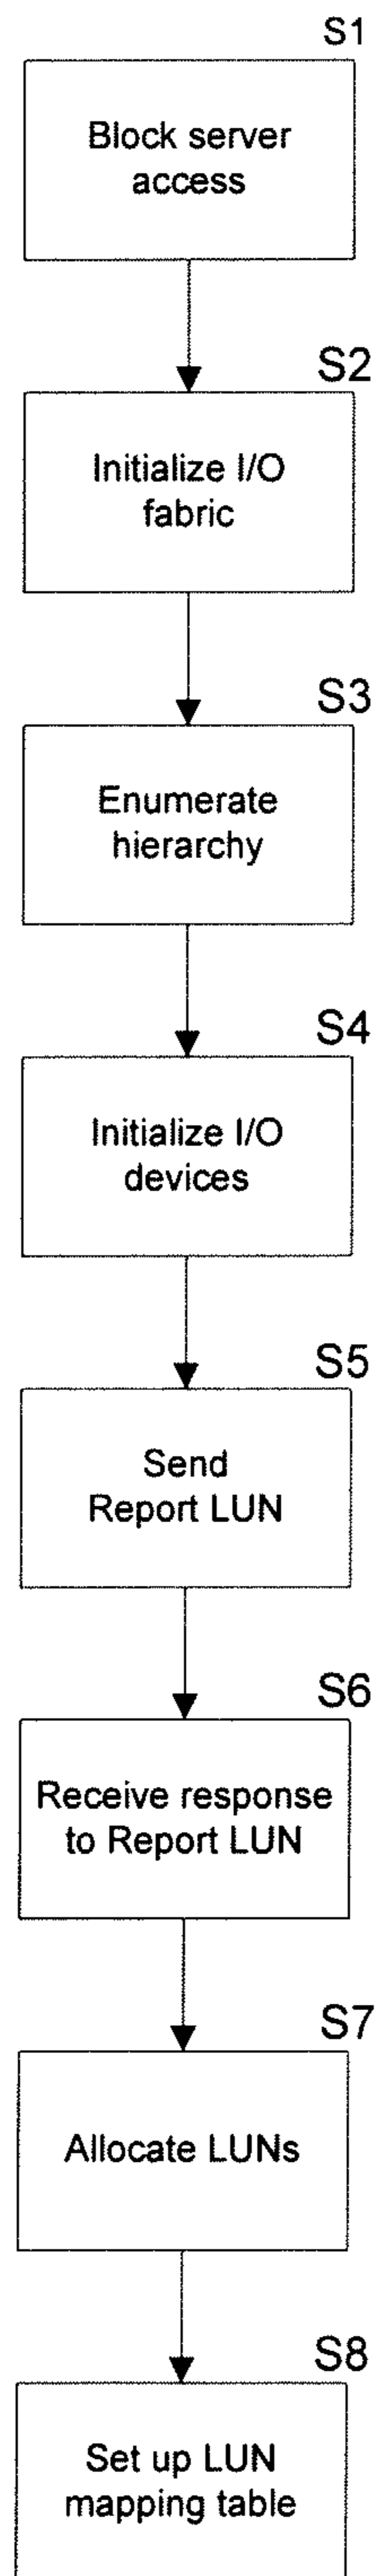 S1
Block server
access
S2
Initialize I/O
fabric
S3
Enumerate
hierarchy
S4
Initialize I/O
devices
S5
Send
Report LUN
S6
Receive response
to Report LUN
S7
Allocate LUNs
S8
Set up LUN
mapping table